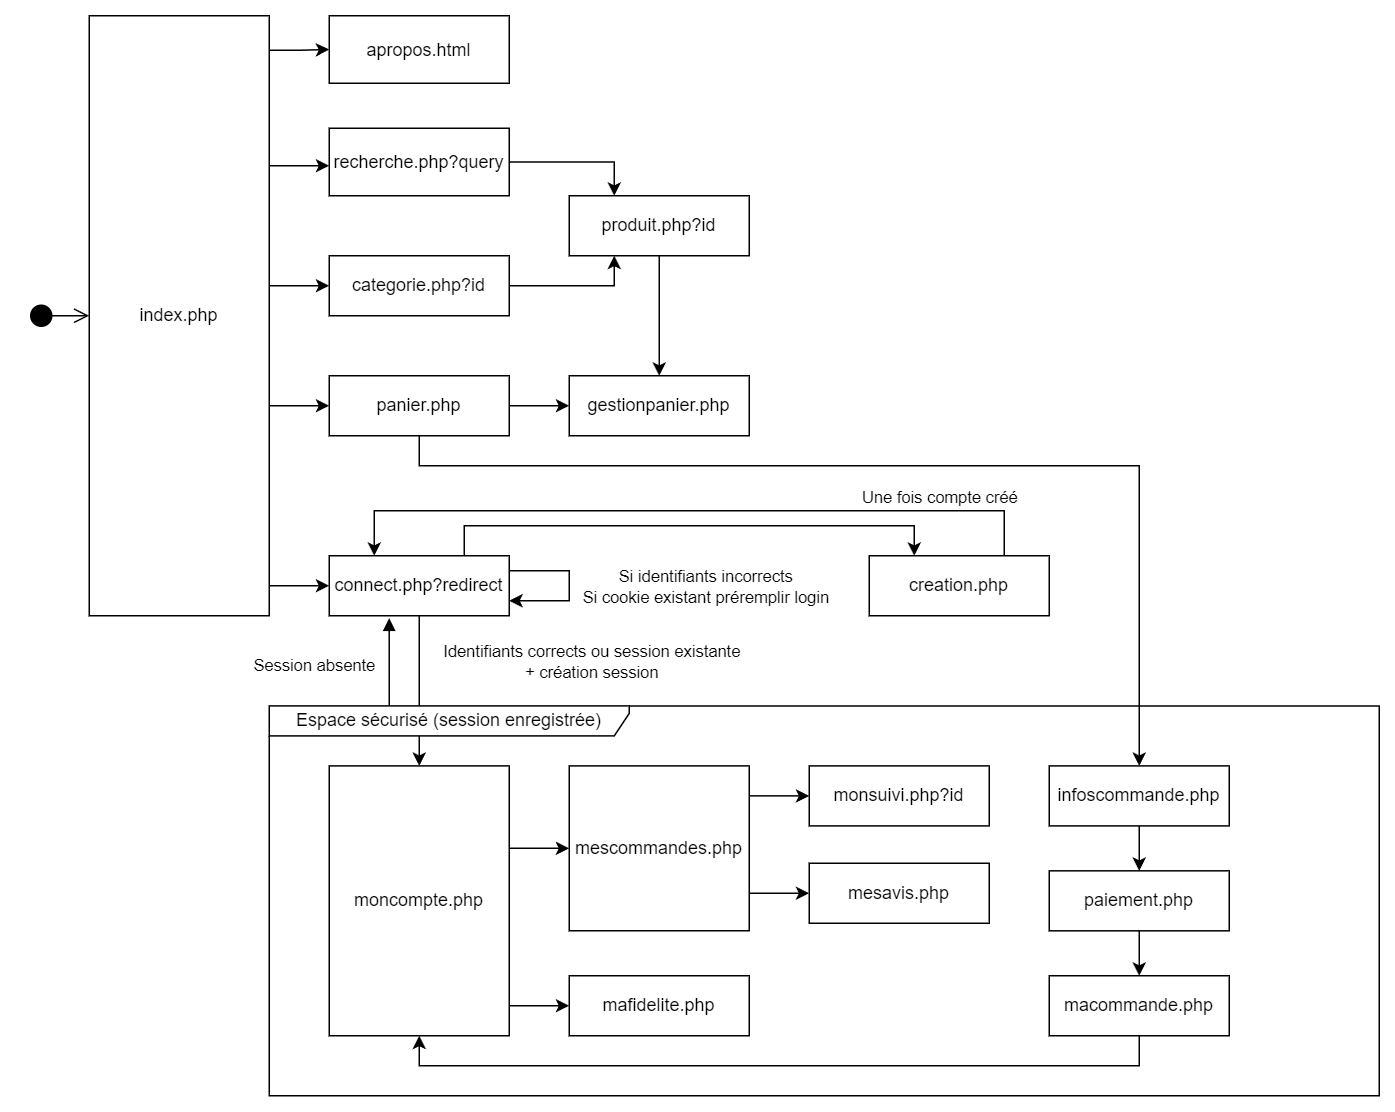 apropos.html
recherche.php?query
produit.php?id
categorie.php?id
index.php
panier.php
gestionpanier.php
Une fois compte créé
connect.php?redirect
Si identifiants incorrects
Si cookie existant préremplir login
creation.php
Session absente
Identifiants corrects ou session existante
+ création session
Espace sécurisé (session enregistrée)
monsuivi.php?id
infoscommande.php
mescommandes.php
mesavis.php
moncompte.php
paiement.php
mafidelite.php
macommande.php